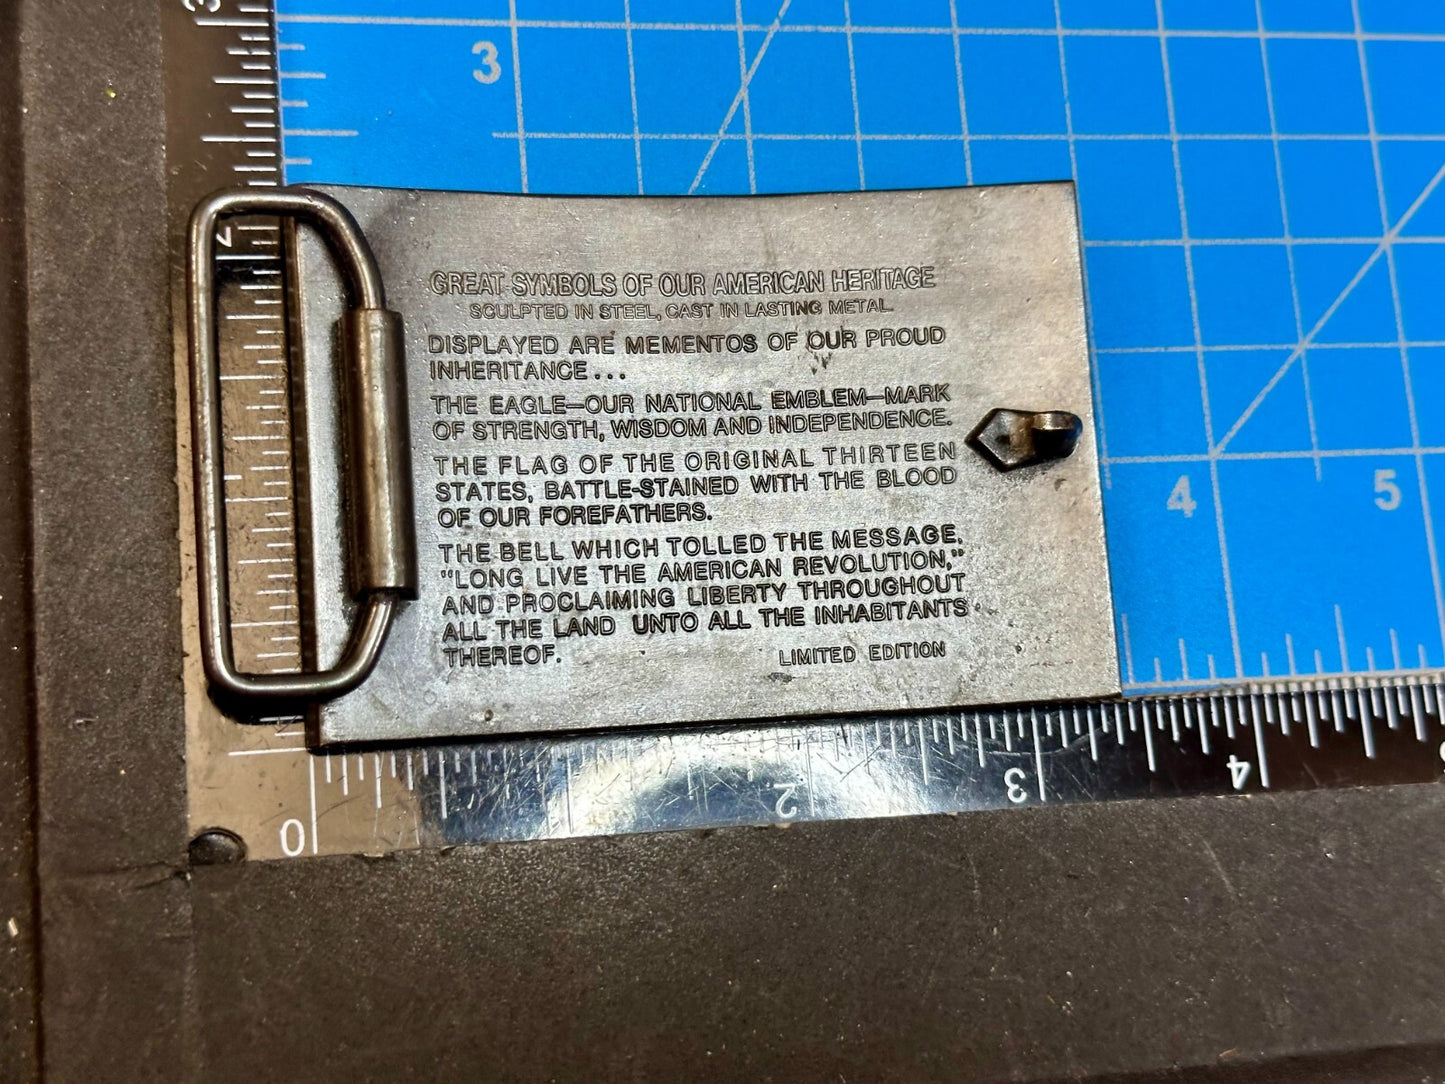 3
3
2
GREAT SYMBOLS OF OUR AMERICAN HERITAGE
SCULPTED IN STEEL, CAST IN LASTING METAL
DISPLAYED ARE MEMENTOS OF OUR PROUD
INHERITANCE...
THE EAGLE—OUR NATIONAL EMBLEM—MARK
OF STRENGTH, WISDOM AND INDEPENDENCE.
THE FLAG OF THE ORIGINAL THIRTEEN
STATES, BATTLE-STAINED WITH THE BLOOD
OF OUR FOREFATHERS.
THE BELL WHICH TOLLED THE MESSAGE.
"LONG LIVE THE AMERICAN REVOLUTION,"
AND PROCLAIMING LIBERTY THROUGHOUT
ALL THE LAND UNTO ALL THE INHABITANTS
THEREOF.
LIMITED EDITION
4 5
0 2 3 4